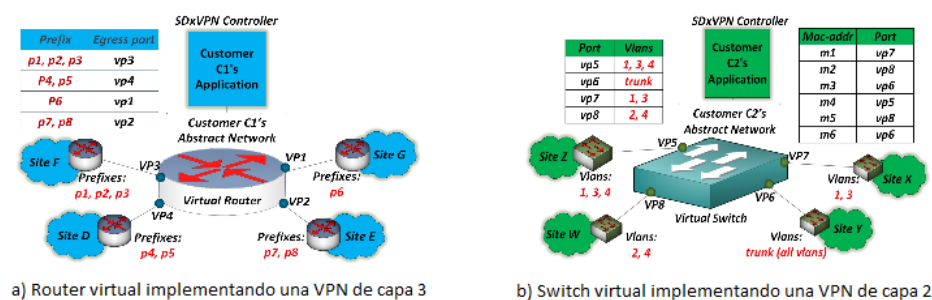 SDxVPN Controller
Prefix Egress port
p1, p2, p3 vp3
P4, p5 vp4
P6 vp1
p7, p8 vp2
Customer
C1's
Application
Customer C1's
Abstract Network
Site F
VP3
Prefixes:
p1, p2, p3
VP1
Site G
Prefixes:
p6
Virtual Router
VP4
VP2
Site D
Prefixes:
p4, p5
Prefixes:
p7, p8
Site E
a) Router virtual implementando una VPN de capa 3
SDxVPN Controller
Port Vlans
vp5 1, 3, 4
vp6 trunk
vp7 1, 3
vp8 2, 4
Customer
C2's
Application
Mac-addr Port
m1 vp7
m2 vp8
m3 vp6
m4 vp5
m5 vp8
m6 vp6
Customer C2's
Abstract Network
Site Z
VP5
Vlans:
1, 3, 4
VP7
Site X
Vlans:
1, 3
VP8
VP6
Virtual Switch
Site W
Vlans:
2, 4
Vlans:
trunk (all vlans)
Site Y
b) Switch virtual implementando una VPN de capa 2